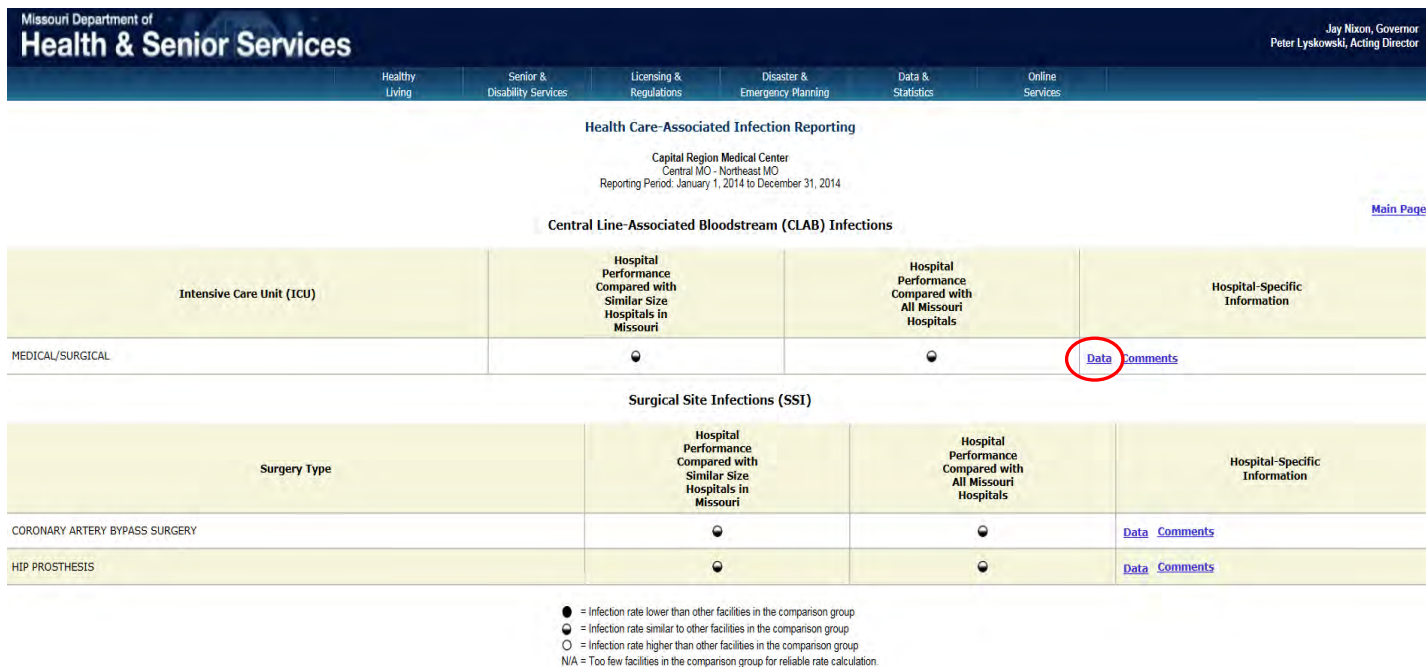 Missouri Department of
Health & Senior Services
Jay Nixon, Governor
Peter Lyskowski, Acting Director
Healthy
Living
Senior &
Disability Services
Licensing &
Regulations
Disaster &
Emergency Planning
Data &
Statistics
Online
Services
Health Care-Associated Infection Reporting
Capital Region Medical Center
Central MO - Northeast MO
Reporting Period: January 1, 2014 to December 31, 2014
Main Page
Central Line-Associated Bloodstream (CLAB) Infections
Intensive Care Unit (ICU)
Hospital
Performance
Compared with
Similar Size
Hospitals in
Missouri
Hospital
Performance
Compared with
All Missouri
Hospitals
Hospital-Specific
Information
MEDICAL/SURGICAL
Data Comments
Surgical Site Infections (SSI)
Surgery Type
Hospital
Performance
Compared with
Similar Size
Hospitals in
Missouri
Hospital
Performance
Compared with
All Missouri
Hospitals
Hospital-Specific
Information
CORONARY ARTERY BYPASS SURGERY
Data Comments
HIP PROSTHESIS
Data Comments
= Infection rate lower than other facilities in the comparison group
= Infection rate similar to other facilities in the comparison group
= Infection rate higher than other facilities in the comparison group
N/A = Too few facilities in the comparison group for reliable rate calculation.